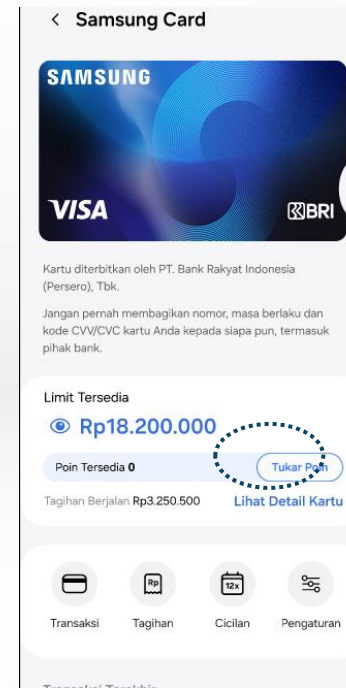 < Samsung Card
SAMSUNG
VISA
BRI
Kartu diterbitkan oleh PT. Bank Rakyat Indonesia
(Persero), Tbk.
Jangan pernah membagikan nomor, masa berlaku dan
kode CVV/CVC kartu Anda kepada siapa pun, termasuk
pihak bank.
Limit Tersedia
Rp18.200.000
Poin Tersedia 0
Tukar Poin
Tagihan Berjalan Rp3.250.500
Lihat Detail Kartu
Rp
12x
Transaksi
Tagihan
Cicilan
Pengaturan